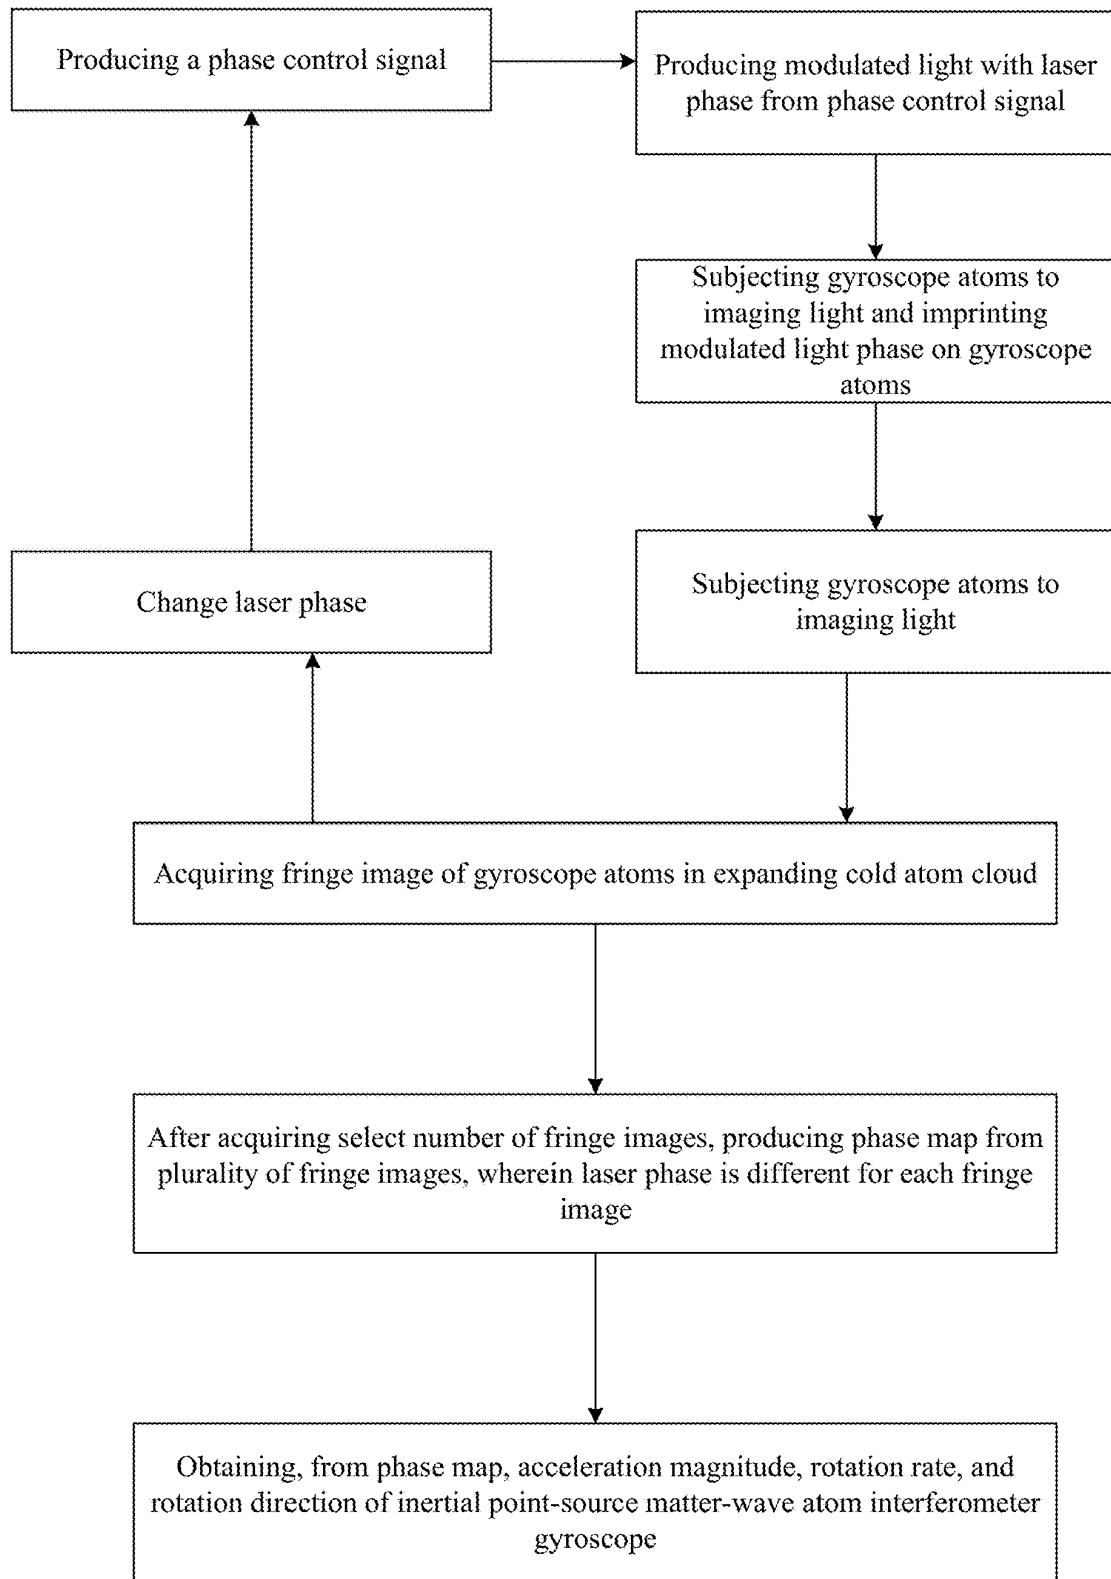 Producing a phase control signal
Producing modulated light with laser
phase from phase control signal
Subjecting gyroscope atoms to
imaging light and imprinting
modulated light phase on gyroscope
atoms
Subjecting gyroscope atoms to
imaging light
Change laser phase
Acquiring fringe image of gyroscope atoms in expanding cold atom cloud
After acquiring select number of fringe images, producing phase map from
plurality of fringe images, wherein laser phase is different for each fringe
image
Obtaining, from phase map, acceleration magnitude, rotation rate, and
rotation direction of inertial point-source matter-wave atom interferometer
gyroscope